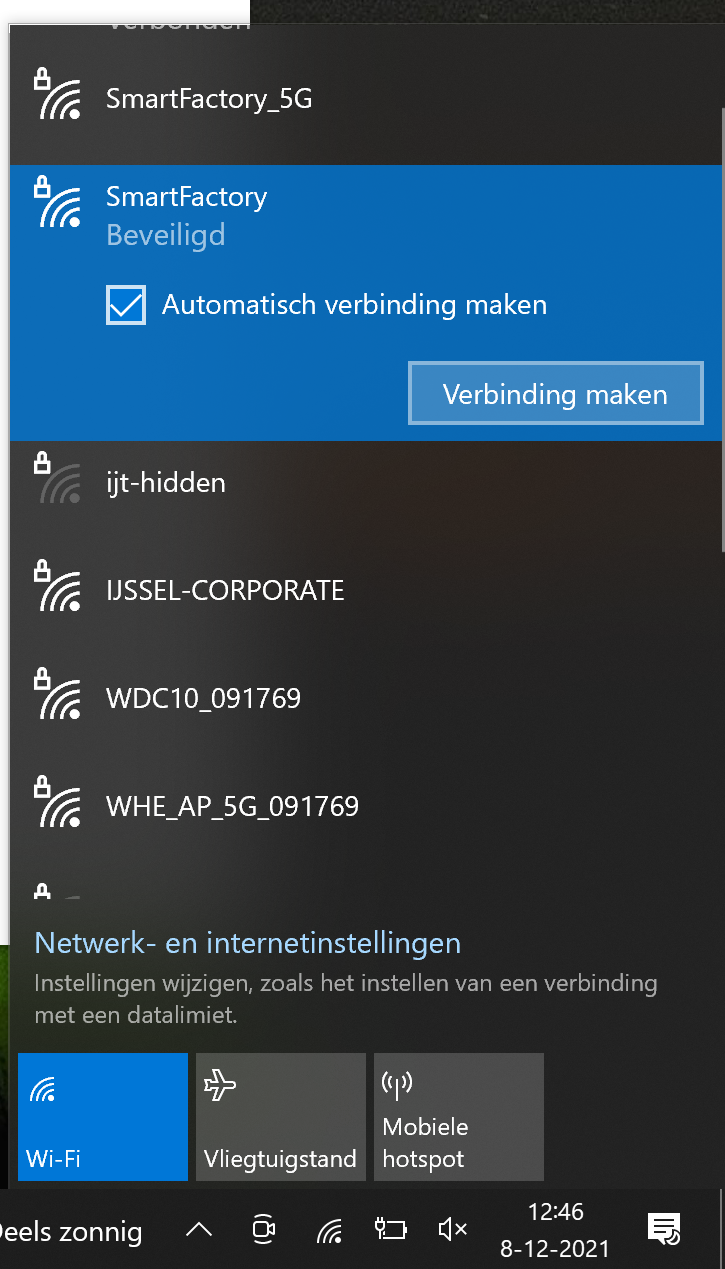 SmartFactory_5G
SmartFactory
Beveiligd
Automatisch verbinding maken
Verbinding maken
ijt-hidden
IJSSEL-CORPORATE
WDC10_091769
WHE_AP_5G_091769
Netwerk- en internetinstellingen
Instellingen wijzigen, zoals het instellen van een verbinding
met een datalimiet.
Wi-Fi
Vliegtuigstand
Mobiele
hotspot
zonnig
12:46
8-12-2021